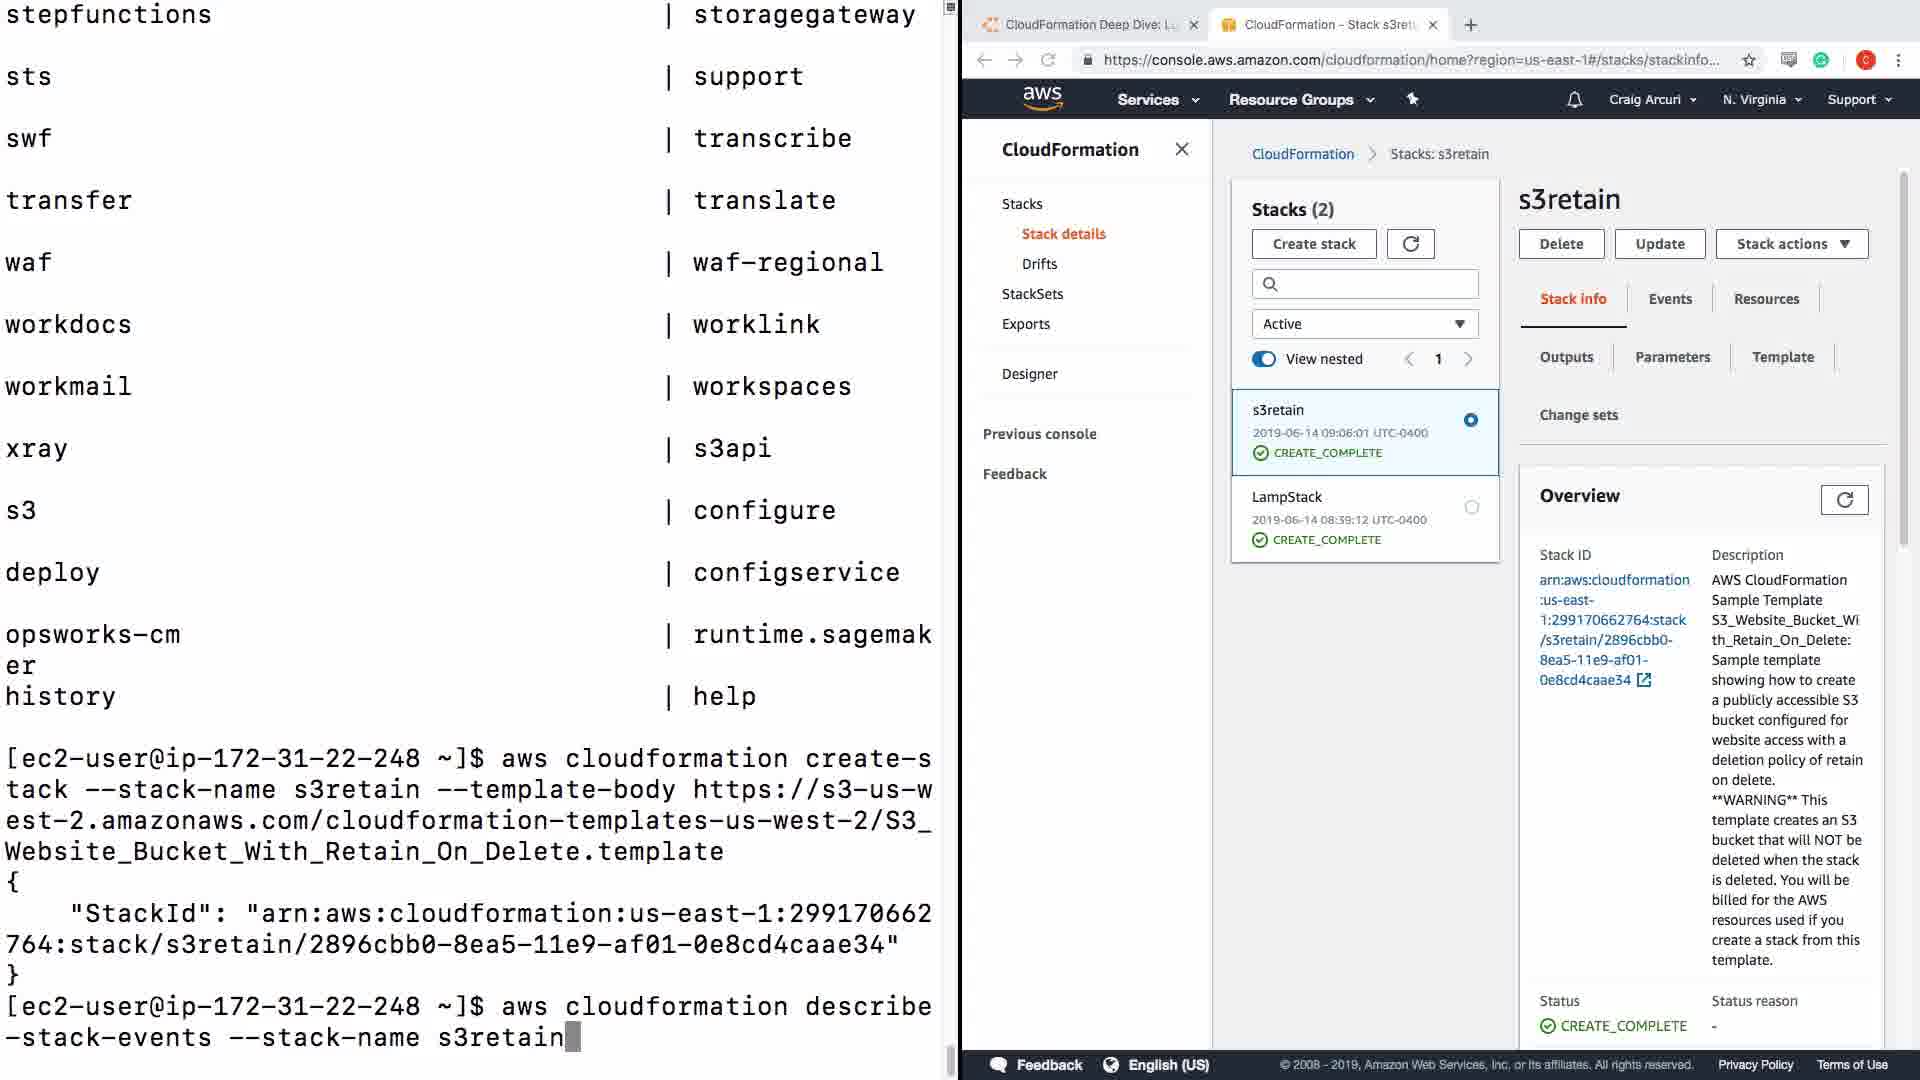 stepfunctions | storagegateway
sts | support
swf | transcribe
transfer | translate
waf | waf-regional
workdocs | worklink
workmail | workspaces
xray | s3api
s3 | configure
deploy | configservice
opsworks-cm | runtime.sagemak
er
history | help
[ec2-user@ip-172-31-22-248 ~]$ aws cloudformation create-s
tack --stack-name s3retain --template-body https://s3-us-w
est-2.amazonaws.com/cloudformation-templates-us-west-2/S3_
Website_Bucket_With_Retain_On_Delete.template
{
"StackId": "arn:aws:cloudformation:us-east-1:299170662
764:stack/s3retain/2896cbb0-8ea5-11e9-af01-0e8cd4caae34"
}
[ec2-user@ip-172-31-22-248 ~]$ aws cloudformation describe
-stack-events --stack-name s3retain
CloudFormation Deep Dive:
CloudFormation - Stack s3reta
https://console.aws.amazon.com/cloudformation/home?region=us-east-1#/stacks/stackinfo...
C
aws
Services
Resource Groups
Craig Arcuri
N. Virginia
Support
CloudFormation
Stacks
Stack details
Drifts
StackSets
Exports
Designer
Previous console
Feedback
CloudFormation
Stacks: s3retain
Stacks (2)
Create stack
Active
View nested
1
s3retain
2019-06-14 09:06:01 UTC-0400
CREATE_COMPLETE
LampStack
2019-06-14 08:39:12 UTC-0400
CREATE_COMPLETE
s3retain
Delete
Update
Stack actions
Stack info
Events
Resources
Outputs
Parameters
Template
Change sets
Overview
Stack ID
arn:aws:cloudformation
:us-east-
1:299170662764:stack
/s3retain/2896cbb0-
8ea5-11e9-af01-
0e8cd4caae34
Description
AWS CloudFormation
Sample Template
S3_Website_Bucket_Wi
th_Retain_On_Delete:
Sample template
showing how to create
a publicly accessible S3
bucket configured for
website access with a
deletion policy of retain
on delete.
**WARNING** This
template creates an S3
bucket that will NOT be
deleted when the stack
is deleted. You will be
billed for the AWS
resources used if you
create a stack from this
template.
Status
CREATE_COMPLETE
Status reason
-
Feedback
English (US)
© 2008 - 2019, Amazon Web Services, Inc. or its affiliates. All rights reserved.
Privacy Policy
Terms of Use